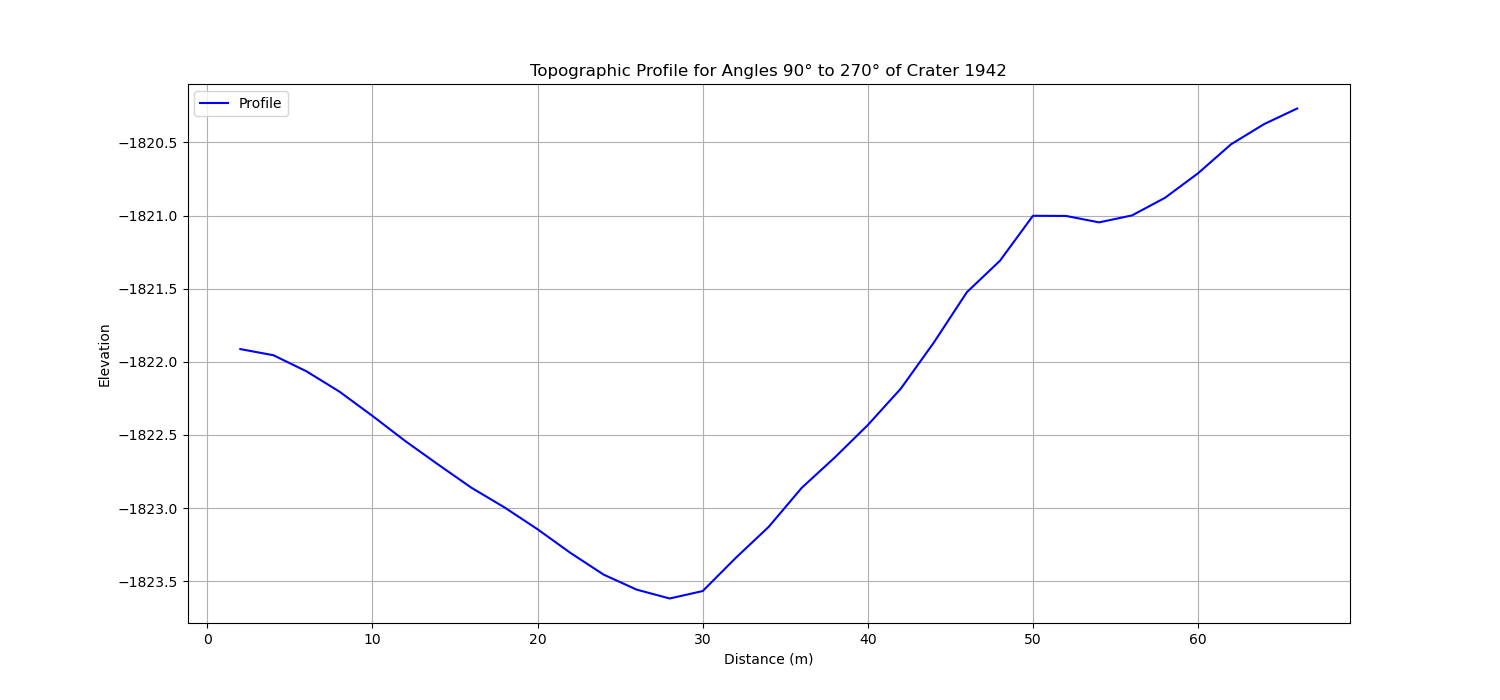 Topographic Profile for Angles 90° to 270° of Crater 1942
Profile
Elevation
−1820.5
−1821.0
−1821.5
−1822.0
−1822.5
−1823.0
−1823.5
0 10 20 30 40 50 60
Distance (m)